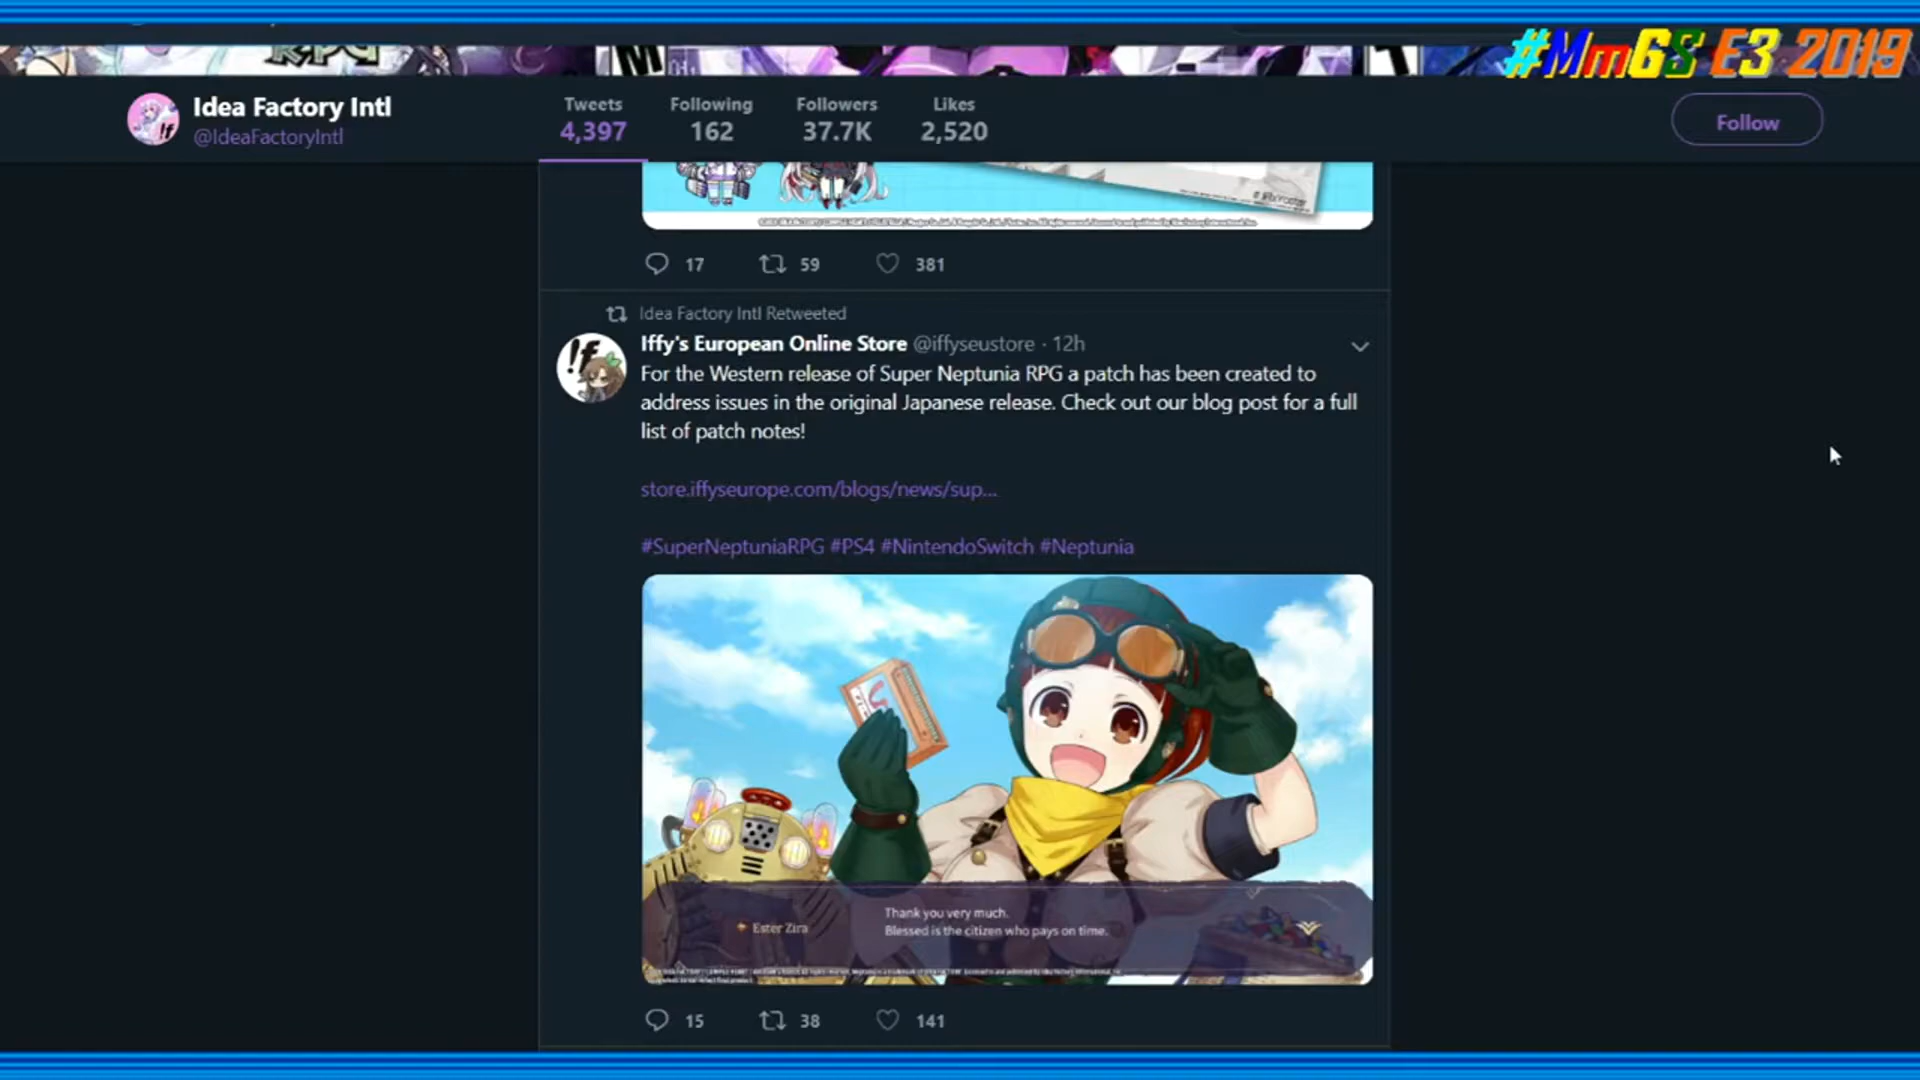 #MmGS E3 2019
RPG
Idea Factory Intl
@IdeaFactoryIntl
Tweets
4,397
Following
162
Followers
37.7K
Likes
2,520
Follow
17
59
381
Idea Factory Intl Retweeted
Iffy's European Online Store @iffyseustore · 12h
For the Western release of Super Neptunia RPG a patch has been created to
address issues in the original Japanese release. Check out our blog post for a full
list of patch notes!
store.iffyseurope.com/blogs/news/sup...
#SuperNeptuniaRPG #PS4 #NintendoSwitch #Neptunia
Ester Zira
Thank you very much.
Blessed is the citizen who pays on time.
15
38
141